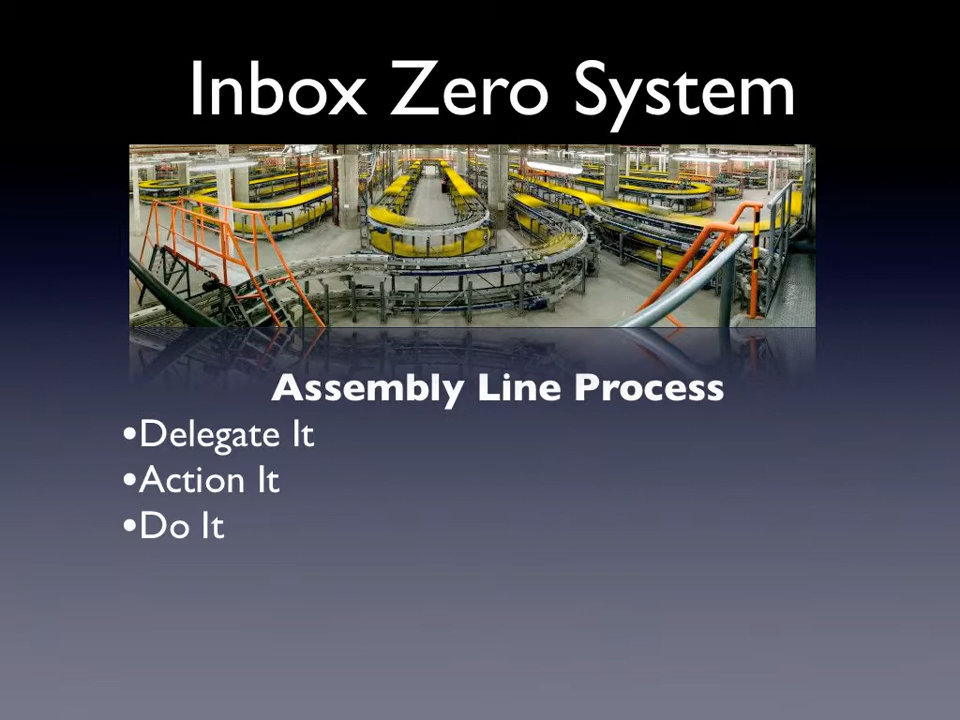 Inbox Zero System
Assembly Line Process
•Delegate It
•Action It
•Do It